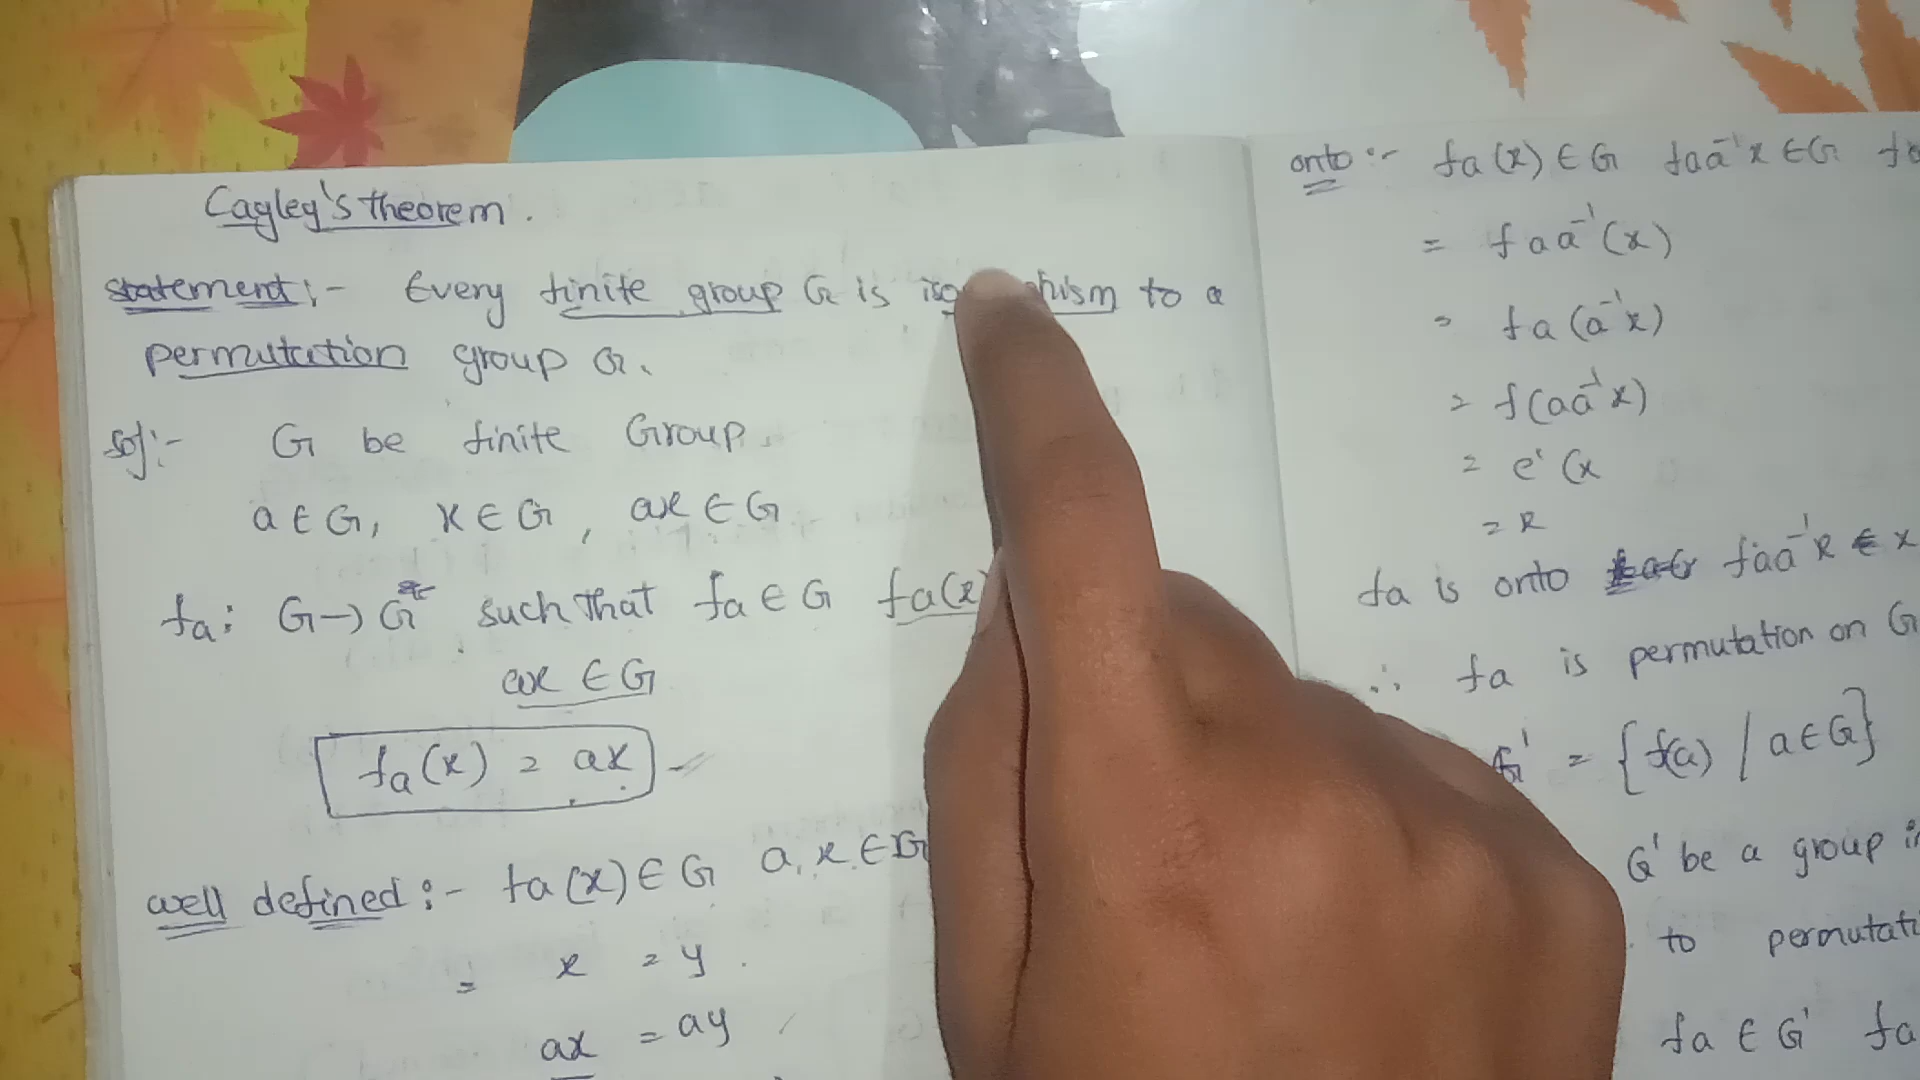 Cayley's theorem.
statement:- Every finite group G is to a
permutation group G.
G be finite Group.
a ∈ G, x ∈ G, ax ∈ G
fa: G→G such that fa ∈ G fa(x)
ax ∈ G
fa(x) = ax
well defined:- fa(x) ∈ G a, x ∈ G
= x = y.
ax = ay
onto:- fa(x) ∈ G faa⁻¹x ∈ G
= faa⁻¹(x)
= fa(a⁻¹x)
= f(aa⁻¹x)
= e'(x
= x
fa is onto faa⁻¹x ∈ x
∴ fa is permutation on G
G' = {f(a) / a ∈ G}
G' be a group
to
fa ∈ G' fa